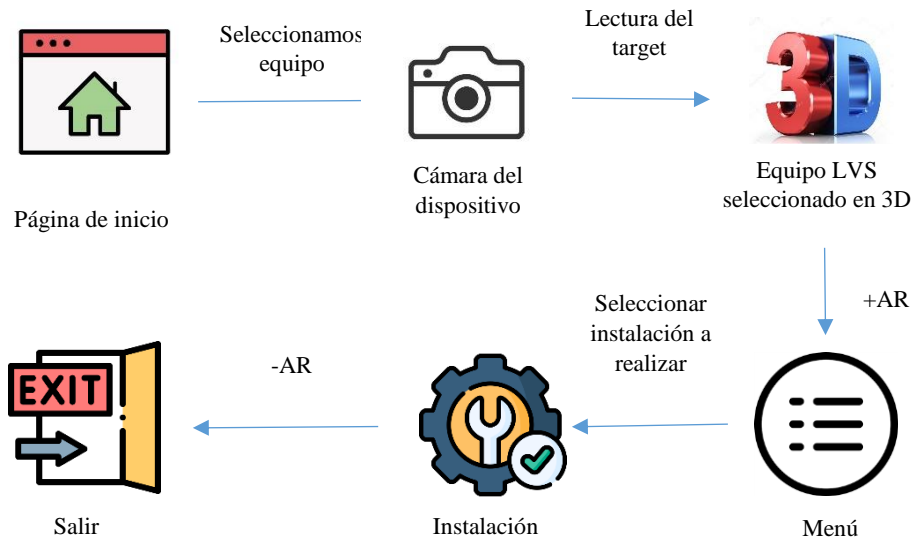 Seleccionamos
equipo
Lectura del
target
3D
Página de inicio
Cámara del
dispositivo
Equipo LVS
seleccionado en 3D
+AR
Seleccionar
instalación a
realizar
-AR
EXIT
Salir
Instalación
Menú